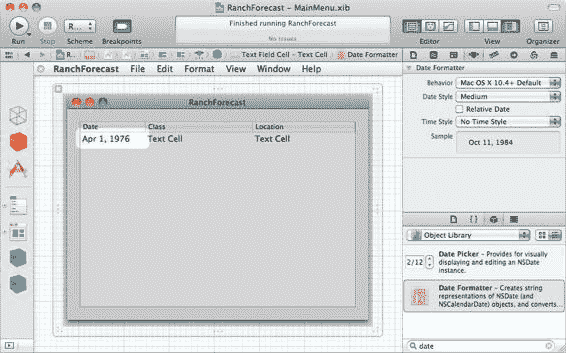 RanchForecast – MainMenu.xib
Finished running RanchForecast
No Issues
R...
Run
Stop
Scheme
Breakpoints
Editor
View
Organizer
R...
...
Text Field Cell – Text Cell
Date Formatter
RanchForecast File Edit Format View Window Help
RanchForecast
Date Class Location
Apr 1, 1976 Text Cell Text Cell
Date Formatter
Behavior Mac OS X 10.4+ Default
Date Style Medium
Relative Date
Time Style No Time Style
Sample
Oct 11, 1984
{}
Object Library
2/12
Date Picker – Provides for visually
displaying and editing an NSDate
instance.
Date Formatter – Creates string
representations of NSDate (and
NSCalendarDate) objects, and converts...
date